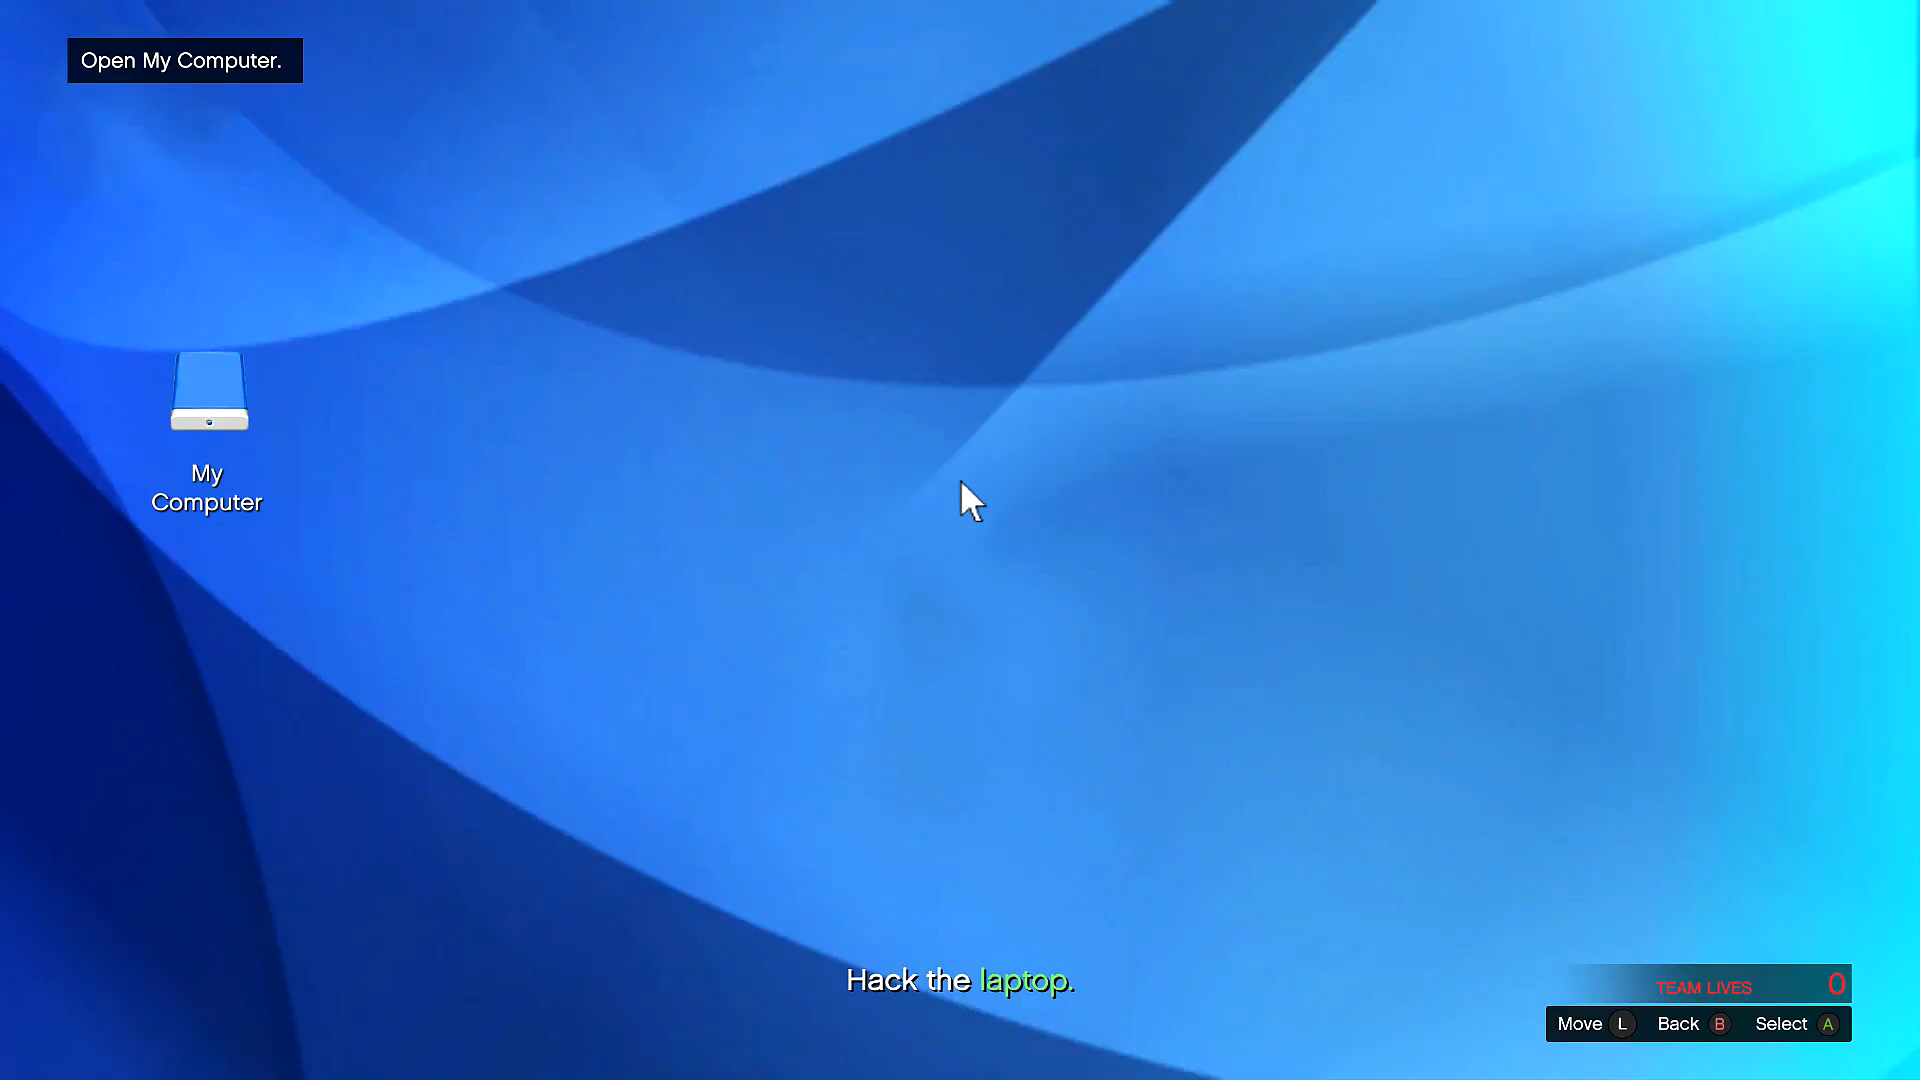 Open My Computer.
My
Computer
Hack the laptop.
TEAM LIVES 0
Move L Back B Select A